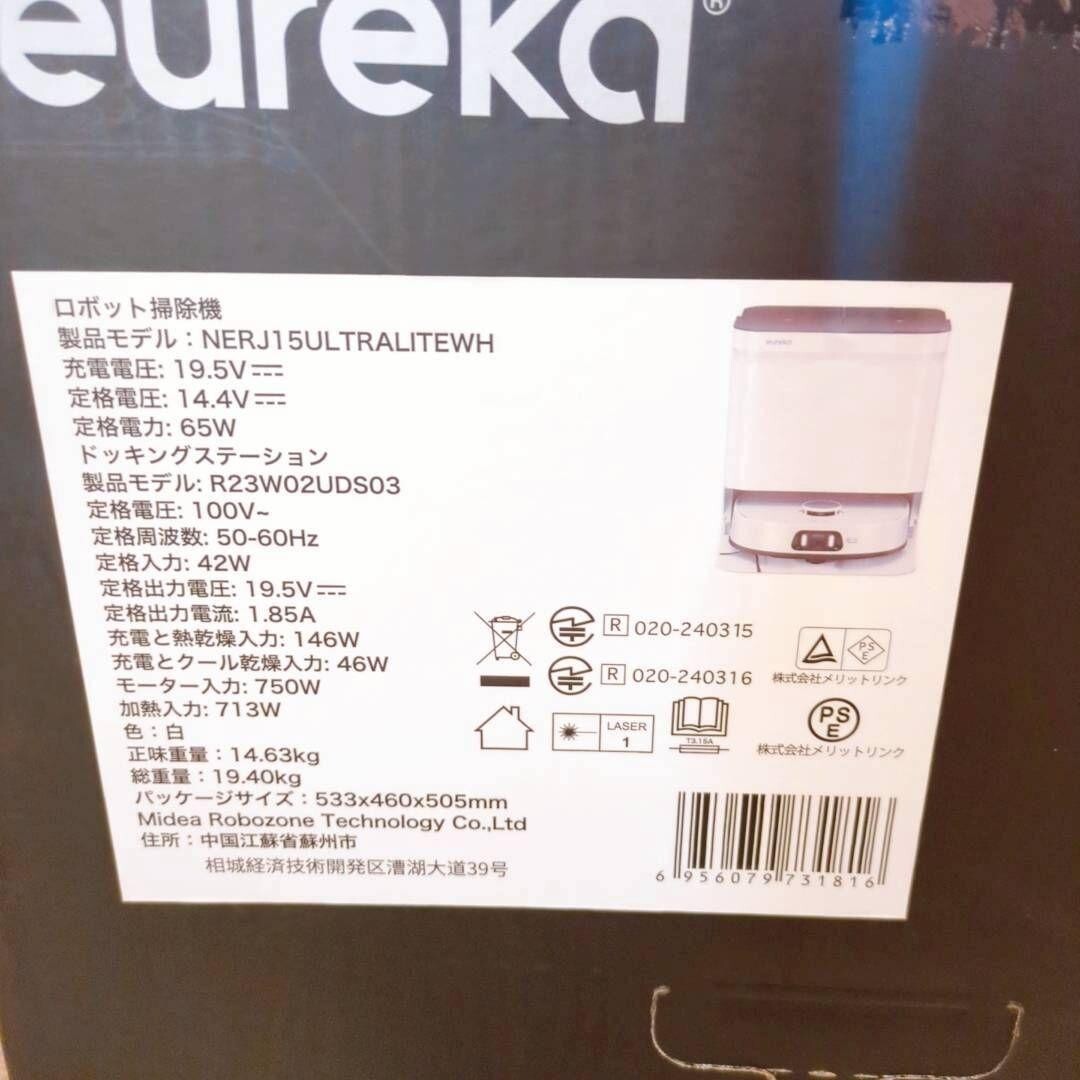 eureka®
ロボット掃除機
製品モデル：NERJ15ULTRALITEWH
充電電圧: 19.5V⎓
定格電圧: 14.4V⎓
定格電力: 65W
ドッキングステーション
製品モデル: R23W02UDS03
定格電圧: 100V~
定格周波数: 50-60Hz
定格入力: 42W
定格出力電圧: 19.5V⎓
定格出力電流: 1.85A
充電と熱乾燥入力: 146W
充電とクール乾燥入力: 46W
モーター入力: 750W
加熱入力: 713W
色：白
正味重量：14.63kg
総重量：19.40kg
パッケージサイズ：533x460x505mm
Midea Robozone Technology Co.,Ltd
住所：中国江蘇省蘇州市
相城経済技術開発区漕湖大道39号
eureka
R 020-240315
R 020-240316
LASER
1
T3.15A
PS
E
株式会社メリットリンク
PS
E
株式会社メリットリンク
6 956079 731816